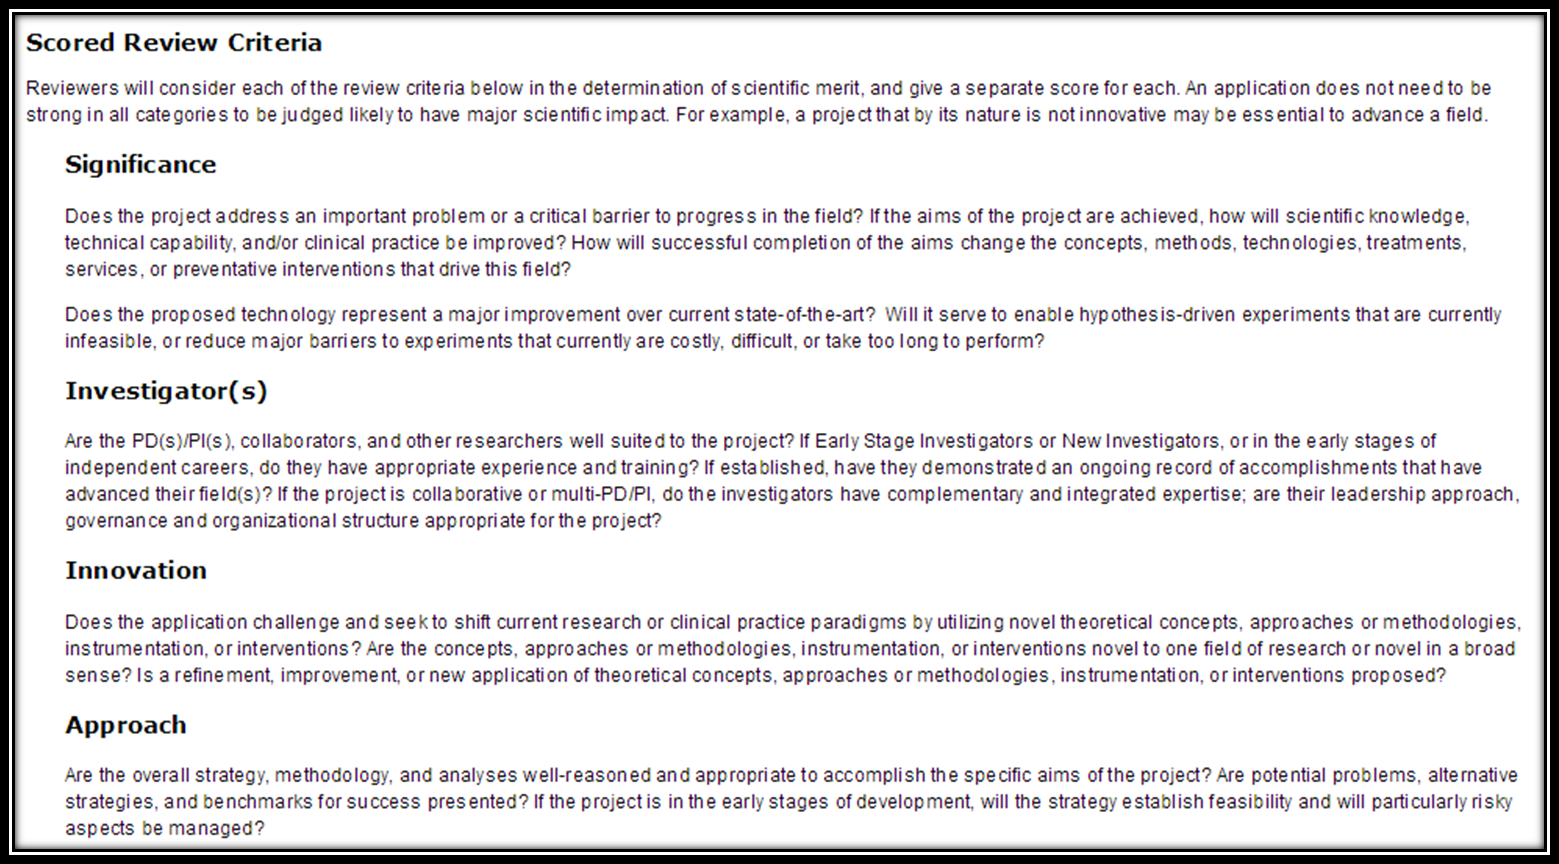 Scored Review Criteria
Reviewers will consider each of the review criteria below in the determination of scientific merit, and give a separate score for each. An application does not need to be
strong in all categories to be judged likely to have major scientific impact. For example, a project that by its nature is not innovative may be essential to advance a field.
Significance
Does the project address an important problem or a critical barrier to progress in the field? If the aims of the project are achieved, how will scientific knowledge,
technical capability, and/or clinical practice be improved? How will successful completion of the aims change the concepts, methods, technologies, treatments,
services, or preventative interventions that drive this field?
Does the proposed technology represent a major improvement over current state-of-the-art? Will it serve to enable hypothesis-driven experiments that are currently
infeasible, or reduce major barriers to experiments that currently are costly, difficult, or take too long to perform?
Investigator(s)
Are the PD(s)/PI(s), collaborators, and other researchers well suited to the project? If Early Stage Investigators or New Investigators, or in the early stages of
independent careers, do they have appropriate experience and training? If established, have they demonstrated an ongoing record of accomplishments that have
advanced their field(s)? If the project is collaborative or multi-PD/PI, do the investigators have complementary and integrated expertise; are their leadership approach,
governance and organizational structure appropriate for the project?
Innovation
Does the application challenge and seek to shift current research or clinical practice paradigms by utilizing novel theoretical concepts, approaches or methodologies,
instrumentation, or interventions? Are the concepts, approaches or methodologies, instrumentation, or interventions novel to one field of research or novel in a broad
sense? Is a refinement, improvement, or new application of theoretical concepts, approaches or methodologies, instrumentation, or interventions proposed?
Approach
Are the overall strategy, methodology, and analyses well-reasoned and appropriate to accomplish the specific aims of the project? Are potential problems, alternative
strategies, and benchmarks for success presented? If the project is in the early stages of development, will the strategy establish feasibility and will particularly risky
aspects be managed?